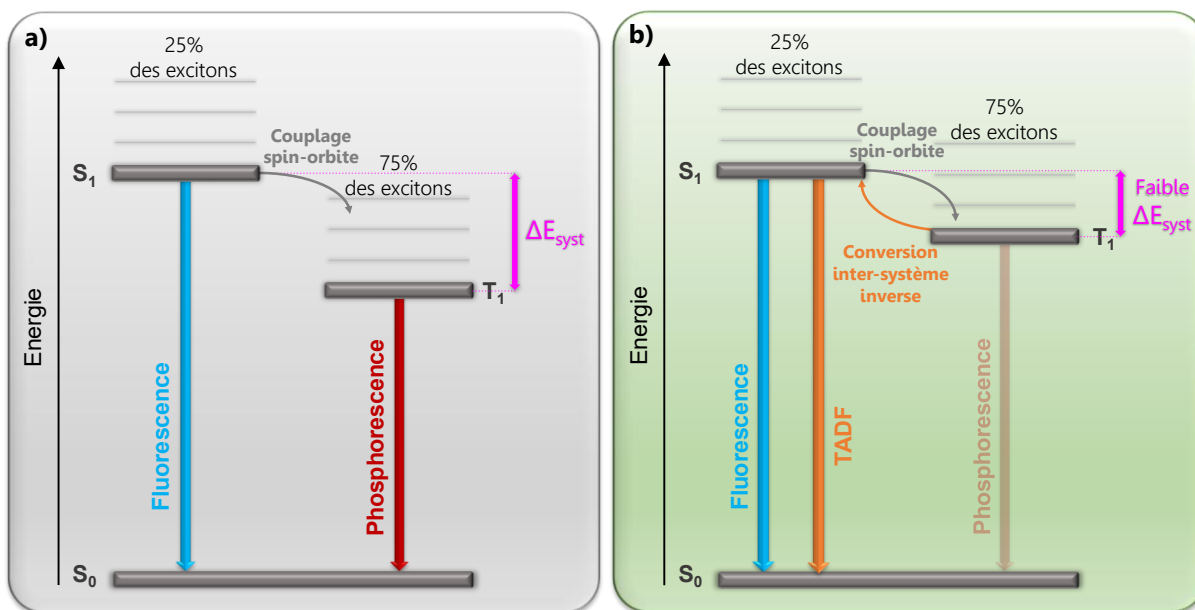 a)
25%
des excitons
Couplage
spin-orbite
75%
des excitons
S1
ΔEsyst
T1
Energie
Fluorescence
Phosphorescence
S0
b)
25%
des excitons
75%
des excitons
Couplage
spin-orbite
S1
Faible
ΔEsyst
T1
Conversion
inter-système
inverse
Energie
Fluorescence
TADF
Phosphorescence
S0